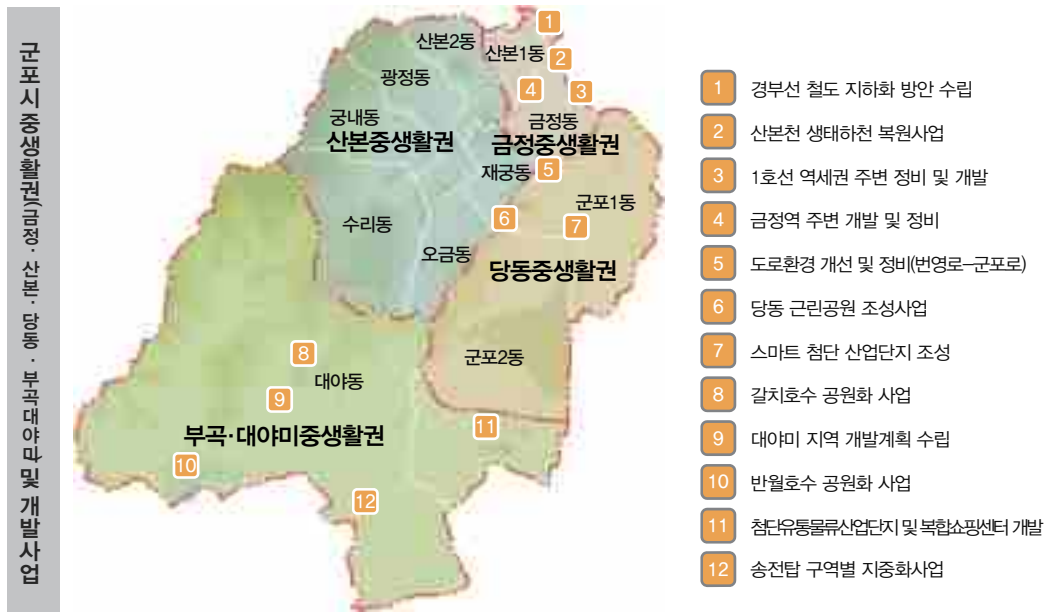 군포시 중생활권(금정·산본·당동·부곡대야미) 및 개발사업
1
산본2동
산본1동
2
광정동
4
3
궁내동
금정동
산본중생활권
금정중생활권
재궁동
5
군포1동
6
7
수리동
오금동
당동중생활권
8
군포2동
대야동
9
11
부곡·대야미중생활권
10
12
1 경부선 철도 지하화 방안 수립
2 산본천 생태하천 복원사업
3 1호선 역세권 주변 정비 및 개발
4 금정역 주변 개발 및 정비
5 도로환경 개선 및 정비(번영로–군포로)
6 당동 근린공원 조성사업
7 스마트 첨단 산업단지 조성
8 갈치호수 공원화 사업
9 대야미 지역 개발계획 수립
10 반월호수 공원화 사업
11 첨단유통물류산업단지 및 복합쇼핑센터 개발
12 송전탑 구역별 지중화사업